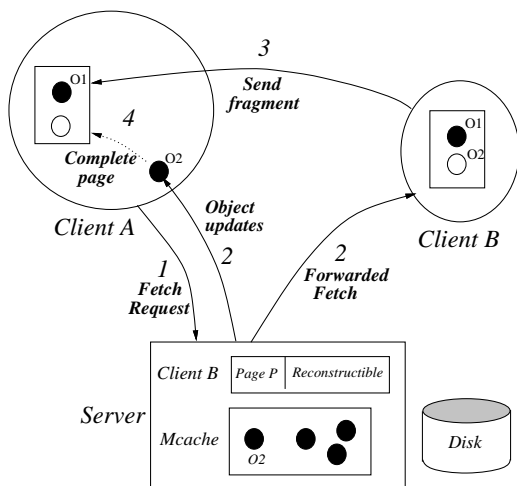 3
Send
fragment
O1
4
Complete
page
O2
Client A
O1
O2
Client B
Object
updates
2
2
Forwarded
Fetch
1
Fetch
Request
Server
Client B
Page P
Reconstructible
Mcache
O2
Disk